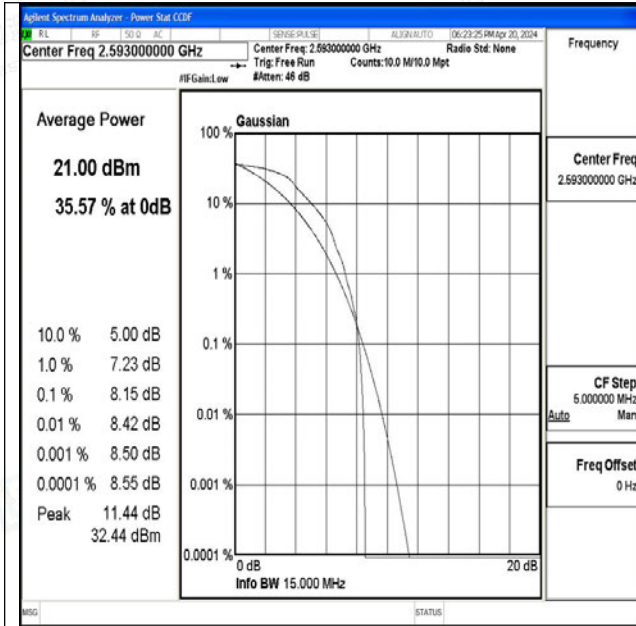 Agilent Spectrum Analyzer - Power Stat CCDF
RL RF 50 Ω AC SENSE:PULSE ALIGNAUTO 06:23:25 PM Apr 20, 2024
Center Freq 2.593000000 GHz
Center Freq: 2.593000000 GHz Radio Std: None
Trig: Free Run Counts:10.0 M/10.0 Mpt
#IFGain:Low #Atten: 46 dB
Frequency
Average Power
21.00 dBm
35.57 % at 0dB
10.0 % 5.00 dB
1.0 % 7.23 dB
0.1 % 8.15 dB
0.01 % 8.42 dB
0.001 % 8.50 dB
0.0001 % 8.55 dB
Peak 11.44 dB
32.44 dBm
Gaussian
100 %
10 %
1 %
0.1 %
0.01 %
0.001 %
0.0001 %
0 dB 20 dB
Info BW 15.000 MHz
Center Freq
2.593000000 GHz
CF Step
5.000000 MHz
Auto Man
Freq Offset
0 Hz
MSG STATUS